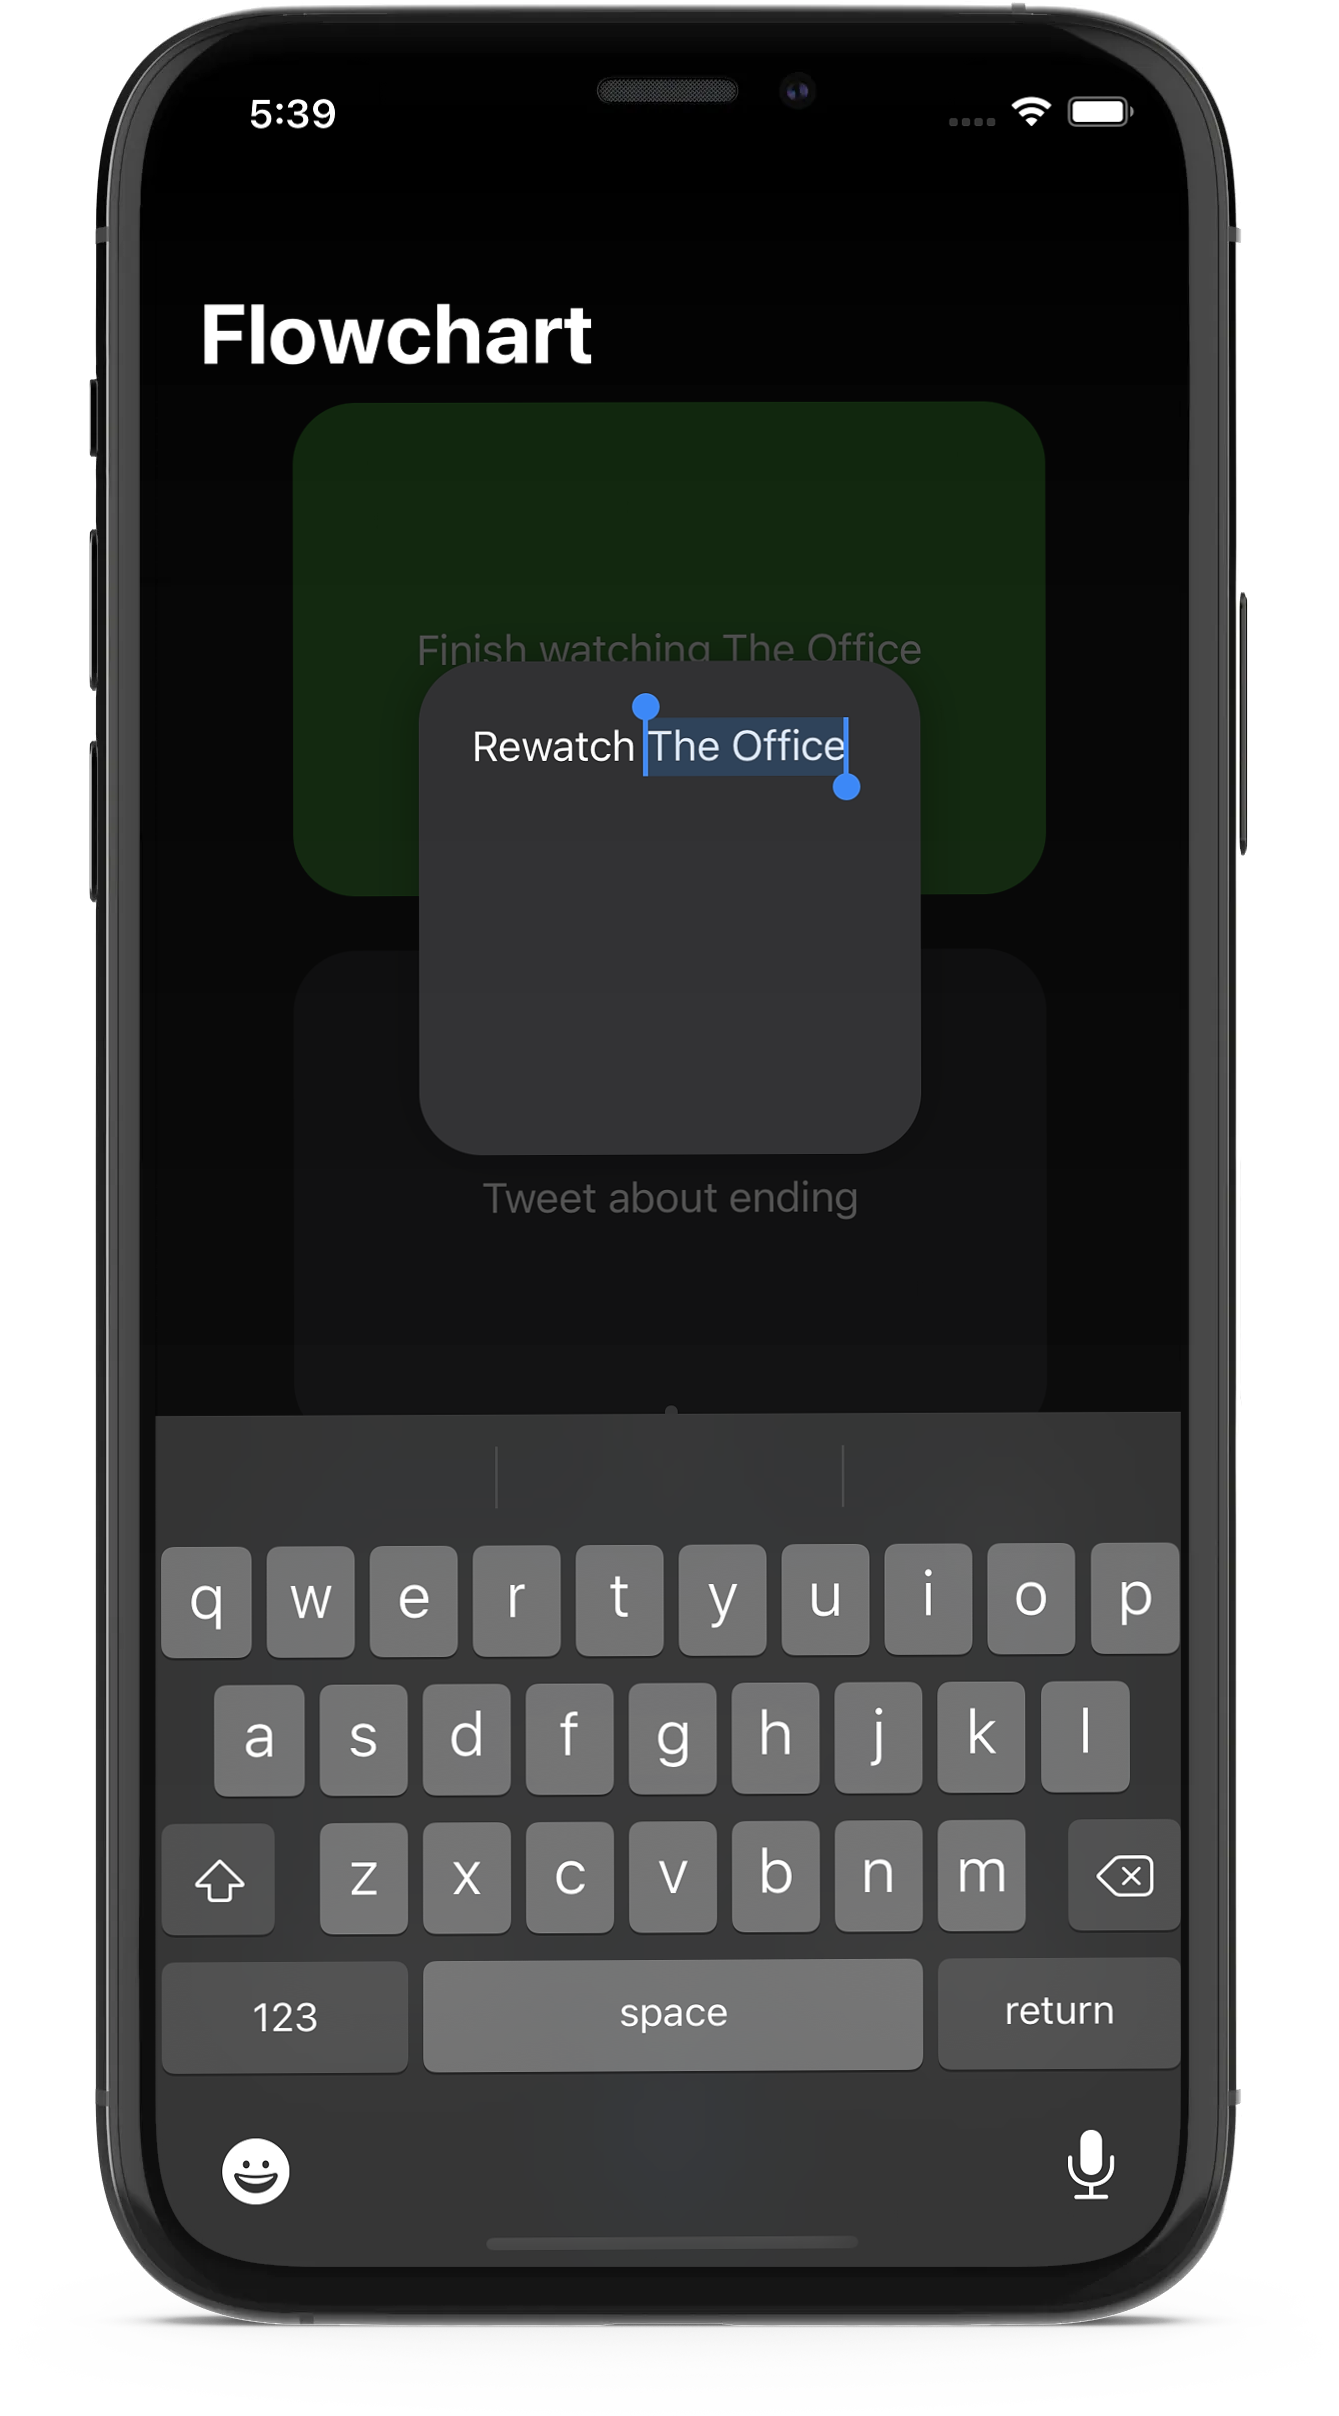 5:39
Flowchart
Finish watching The Office
Rewatch The Office
Tweet about ending
q w e r t y u i o p
a s d f g h j k l
z x c v b n m
123 space return